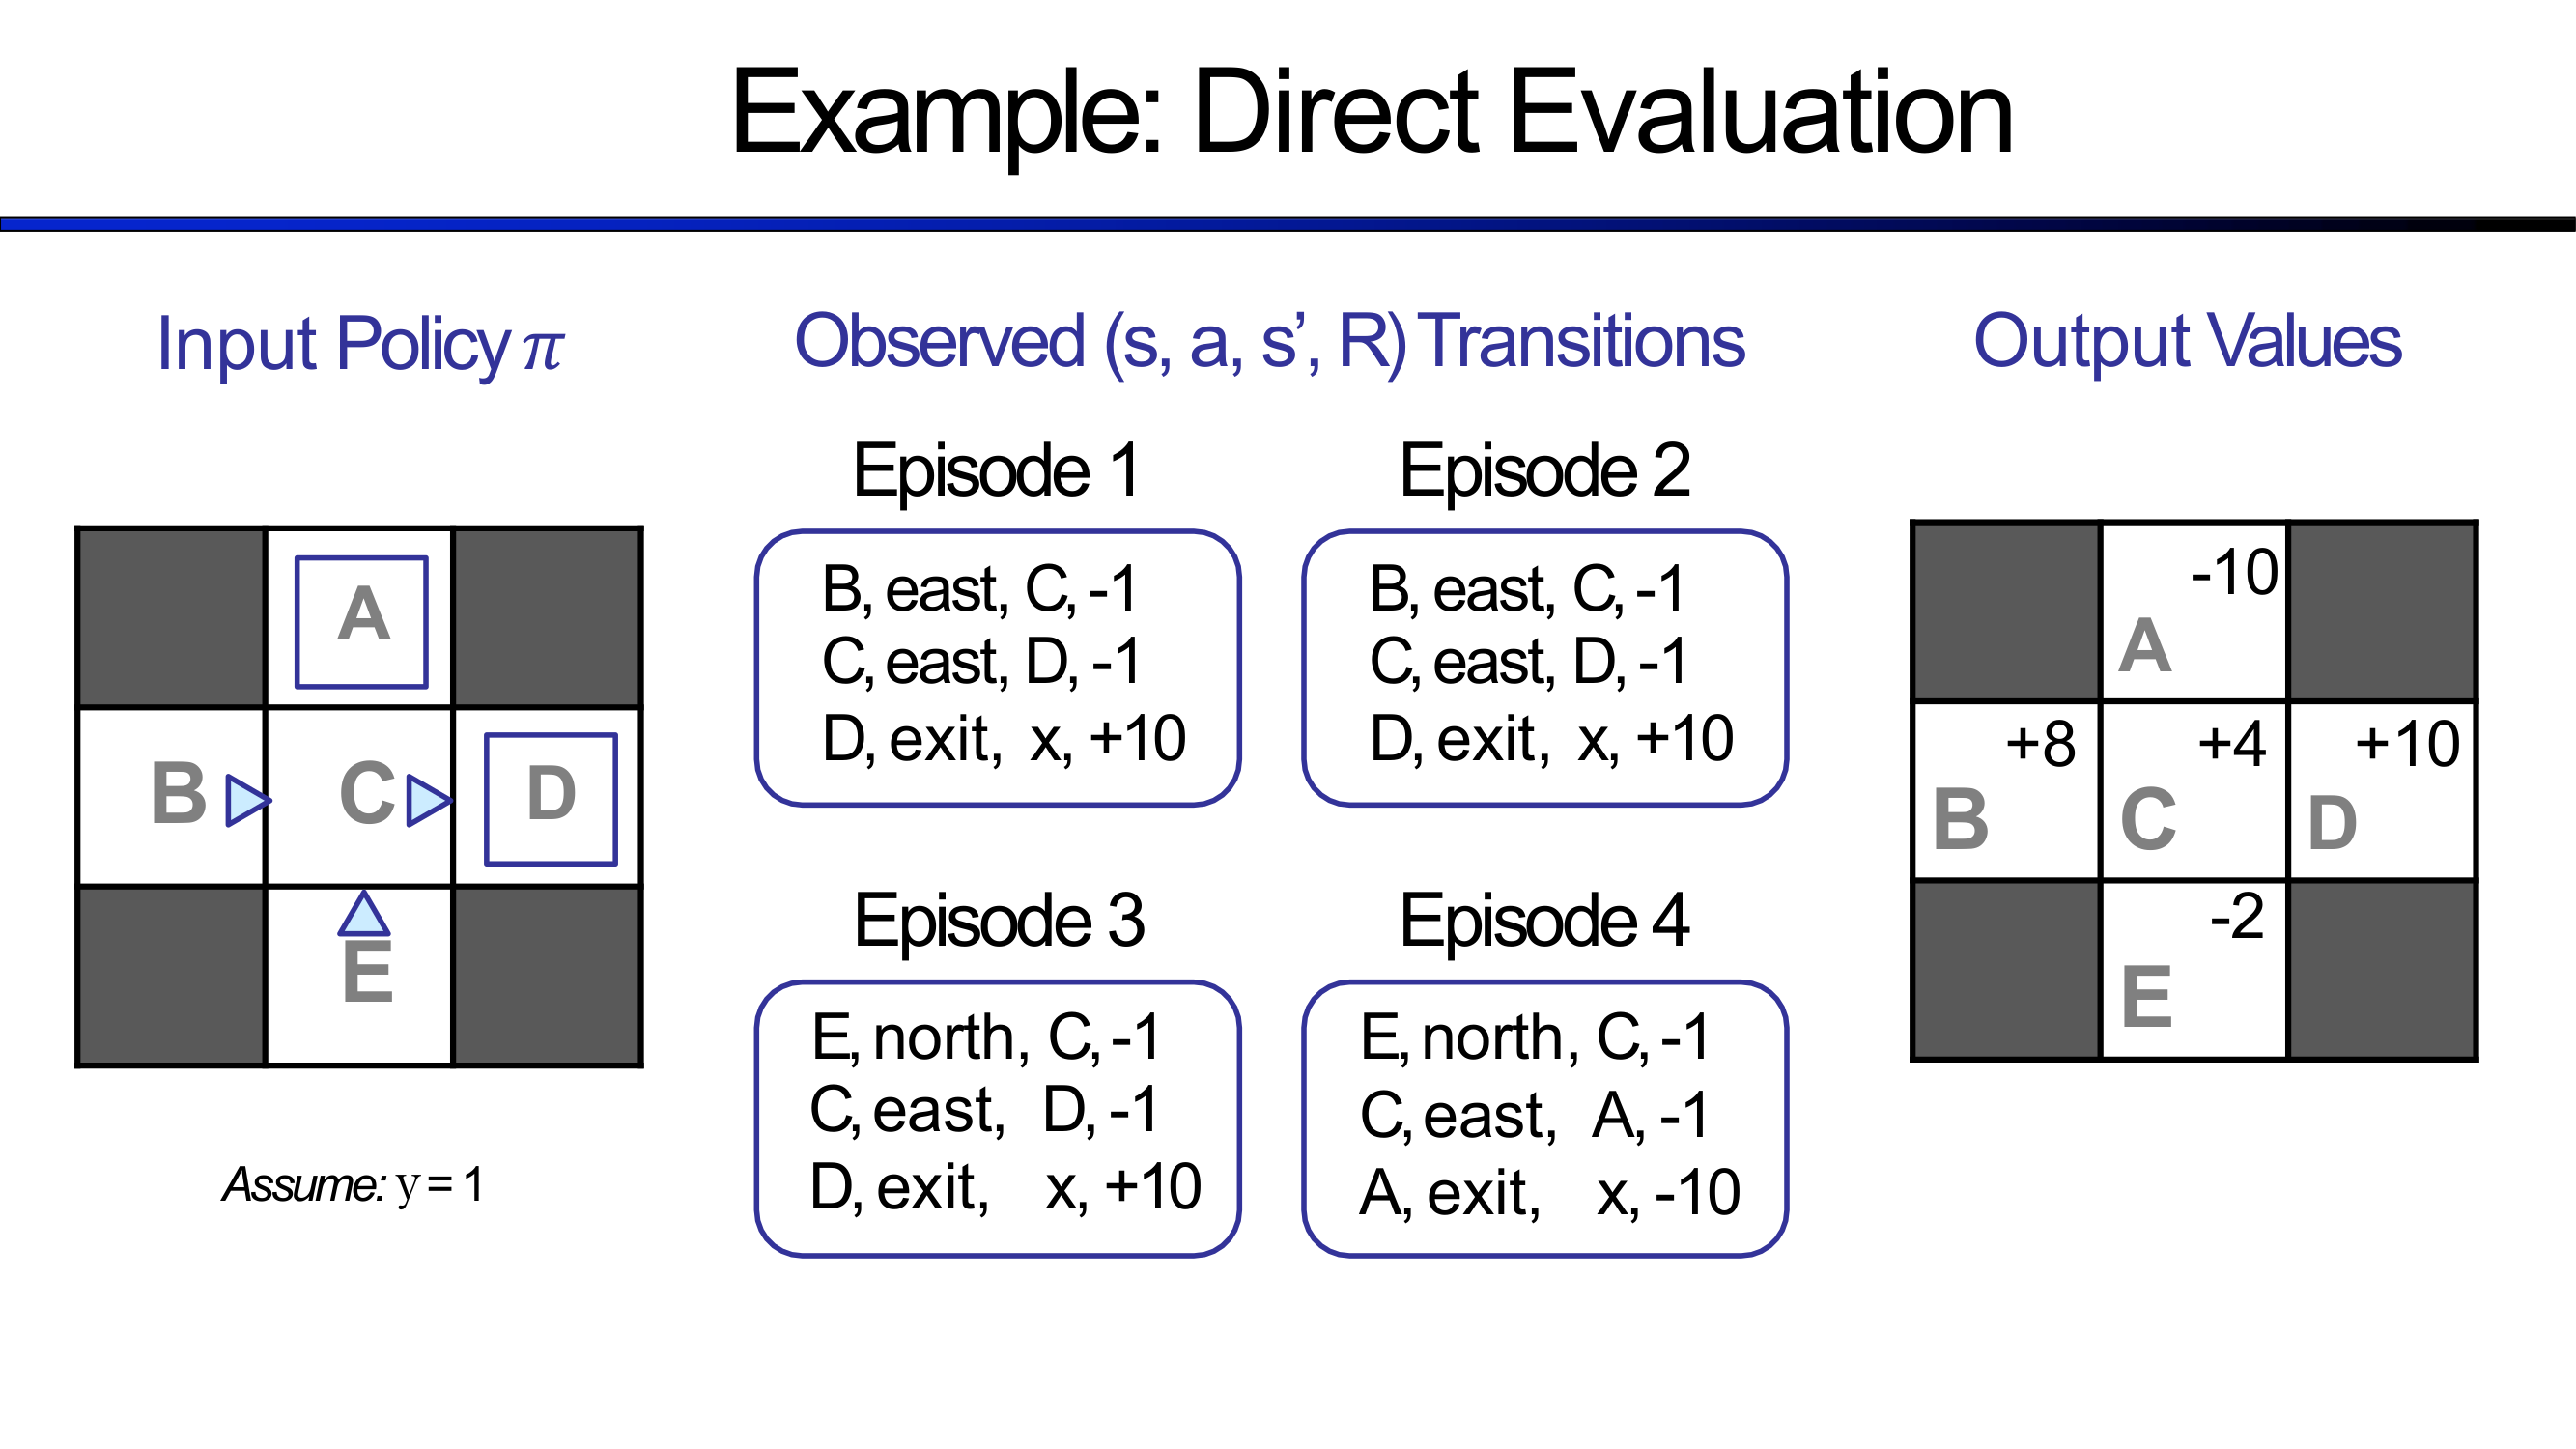 Example: Direct Evaluation
Input Policy π
Observed (s, a, s’, R) Transitions
Output Values
A
B
C
D
E
Assume: y = 1
Episode 1
B, east, C, -1
C, east, D, -1
D, exit, x, +10
Episode 2
B, east, C, -1
C, east, D, -1
D, exit, x, +10
Episode 3
E, north, C, -1
C, east, D, -1
D, exit, x, +10
Episode 4
E, north, C, -1
C, east, A, -1
A, exit, x, -10
-10
A
+8
B
+4
C
+10
D
-2
E